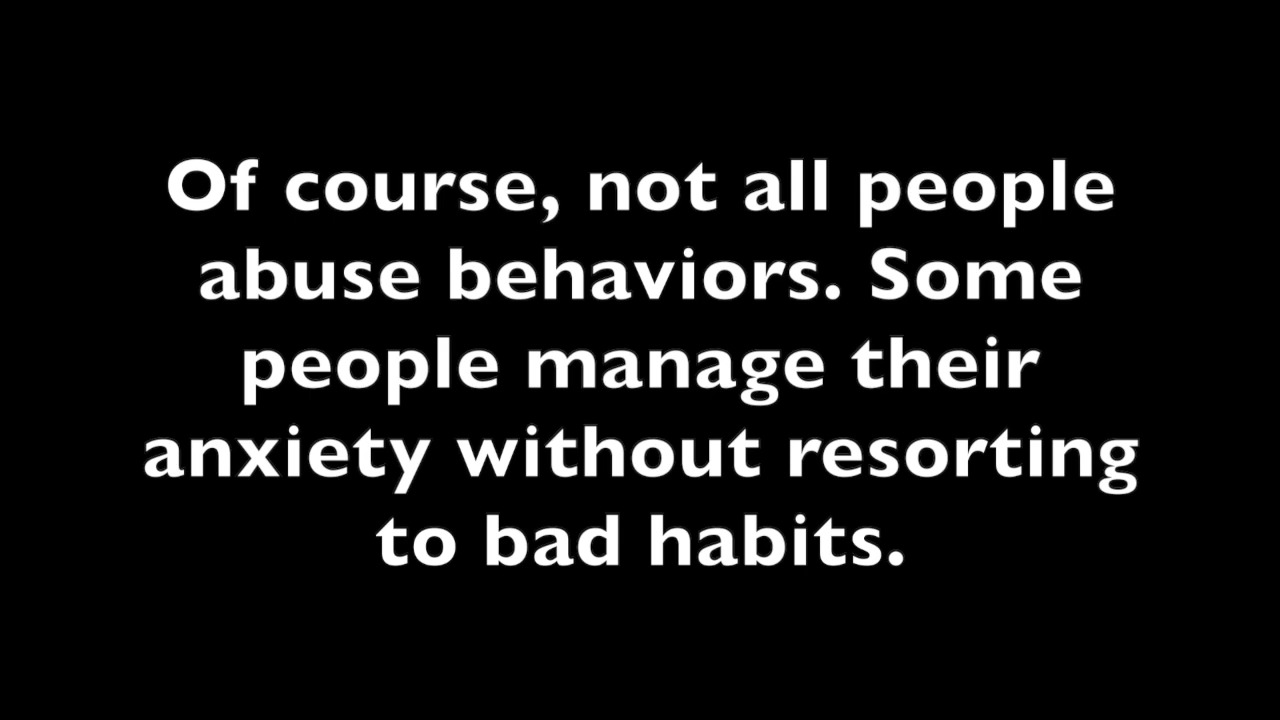 Of course, not all people
abuse behaviors. Some
people manage their
anxiety without resorting
to bad habits.